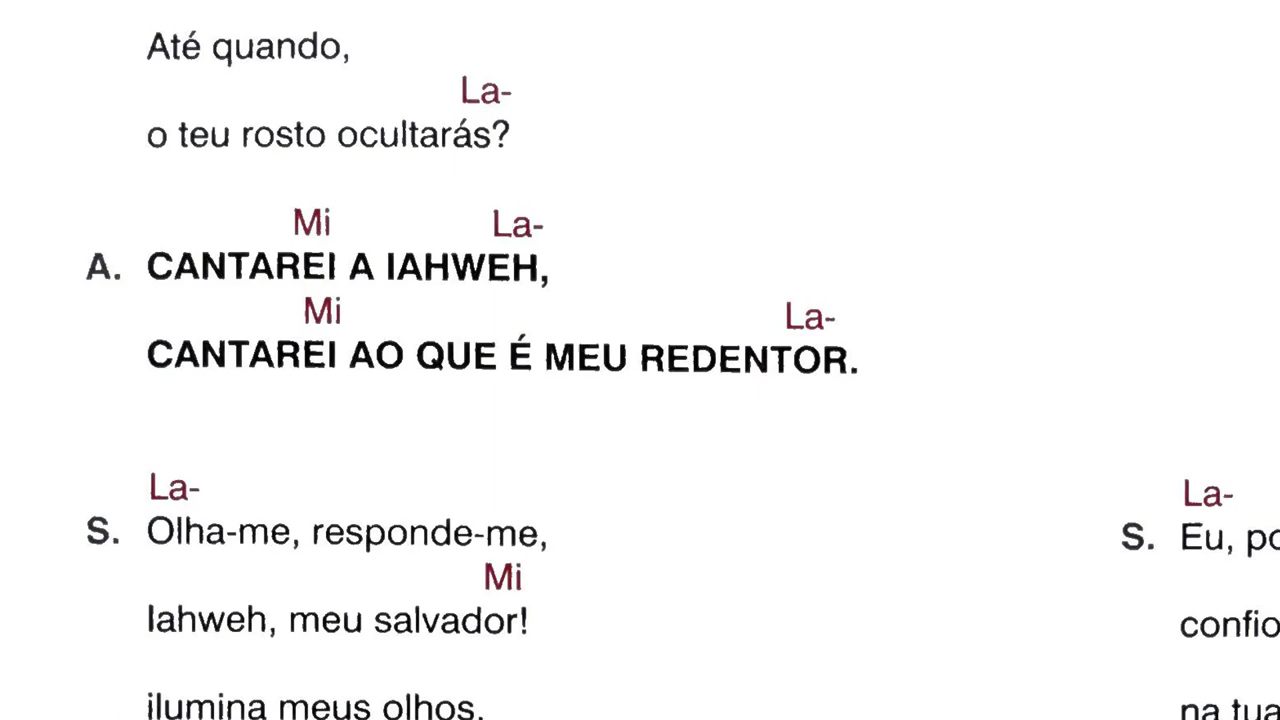 Até quando,
La-
o teu rosto ocultarás?
Mi La-
A. CANTAREI A IAHWEH,
Mi La-
CANTAREI AO QUE É MEU REDENTOR.
La-
S. Olha-me, responde-me,
Mi
Iahweh, meu salvador!
ilumina meus olhos,
La-
S. Eu,
confio
na tua